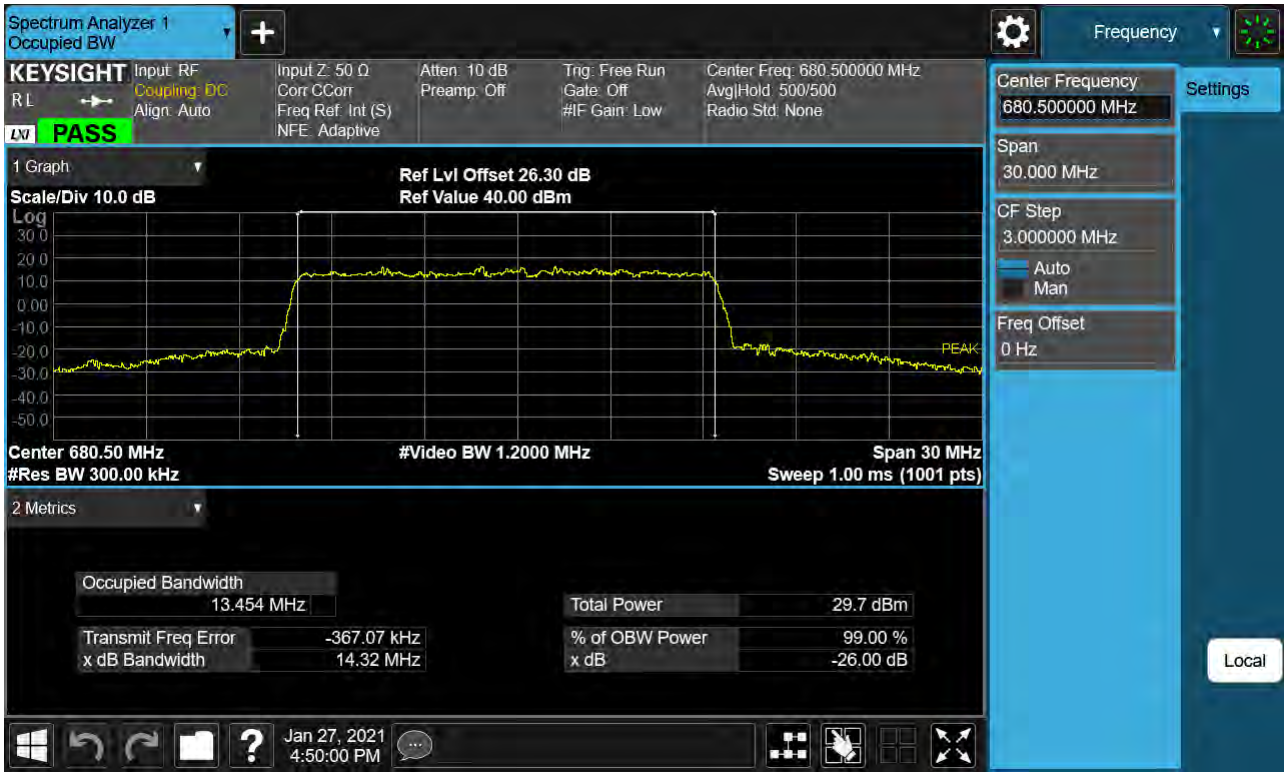 Spectrum Analyzer 1
Occupied BW
+
Frequency
KEYSIGHT
Input: RF
Coupling: DC
Align: Auto
R L
LXI
PASS
Input Z: 50 Ω
Corr CCorr
Freq Ref: Int (S)
NFE: Adaptive
Atten: 10 dB
Preamp: Off
Trig: Free Run
Gate: Off
#IF Gain: Low
Center Freq: 680.500000 MHz
Avg|Hold: 500/500
Radio Std: None
Center Frequency
680.500000 MHz
Settings
Span
30.000 MHz
CF Step
3.000000 MHz
Auto
Man
Freq Offset
0 Hz
1 Graph
Scale/Div 10.0 dB
Ref Lvl Offset 26.30 dB
Ref Value 40.00 dBm
Log
30.0
20.0
10.0
0.00
-10.0
-20.0
-30.0
-40.0
-50.0
PEAK
Center 680.50 MHz
#Video BW 1.2000 MHz
Span 30 MHz
#Res BW 300.00 kHz
Sweep 1.00 ms (1001 pts)
2 Metrics
Occupied Bandwidth
13.454 MHz
Total Power 29.7 dBm
Transmit Freq Error -367.07 kHz
% of OBW Power 99.00 %
x dB Bandwidth 14.32 MHz
x dB -26.00 dB
Local
?
Jan 27, 2021
4:50:00 PM